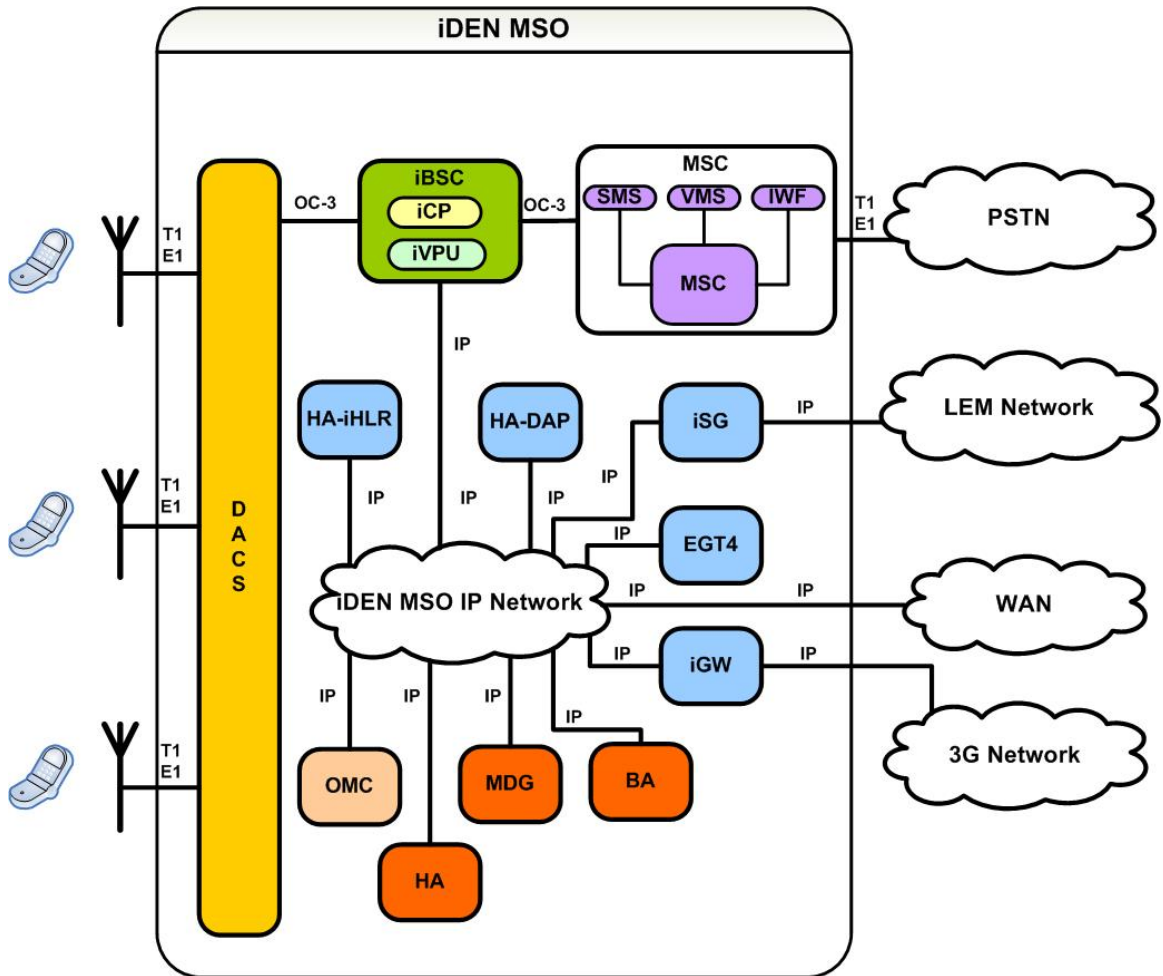 iDEN MSO
iBSC
iCP
iVPU
OC-3
OC-3
MSC
SMS
VMS
IWF
MSC
T1
E1
PSTN
T1
E1
IP
HA-iHLR
HA-DAP
iSG
IP
LEM Network
IP
IP
IP
IP
T1
E1
D
A
C
S
IP
EGT4
iDEN MSO IP Network
IP
IP
WAN
IP
iGW
IP
IP
IP
IP
IP
T1
E1
OMC
MDG
BA
3G Network
HA